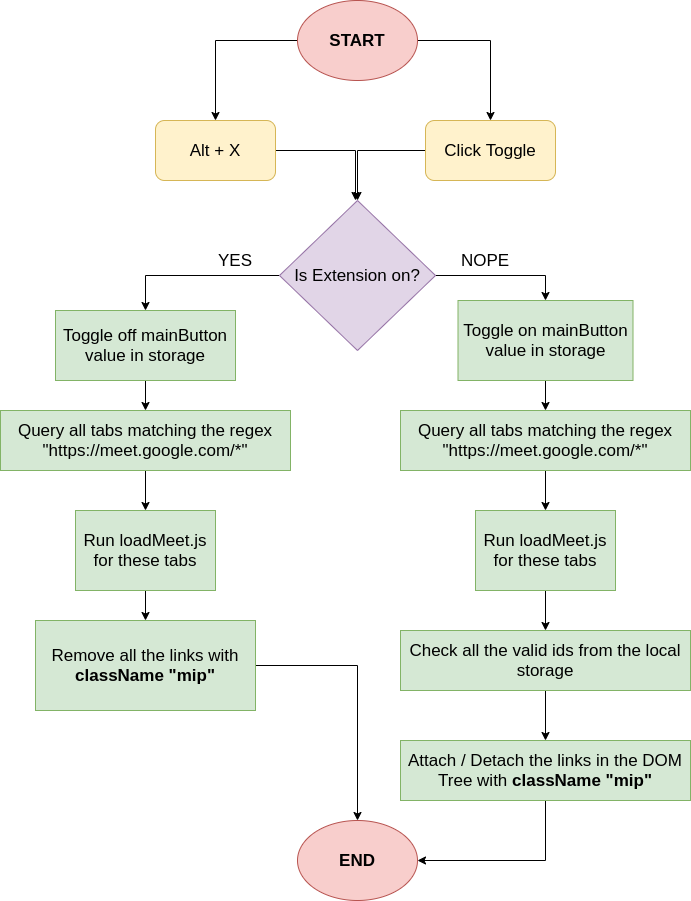 START
Alt + X
Click Toggle
Is Extension on?
YES
NOPE
Toggle off mainButton
value in storage
Toggle on mainButton
value in storage
Query all tabs matching the regex
"https://meet.google.com/*"
Query all tabs matching the regex
"https://meet.google.com/*"
Run loadMeet.js
for these tabs
Run loadMeet.js
for these tabs
Remove all the links with
className "mip"
Check all the valid ids from the local
storage
Attach / Detach the links in the DOM
Tree with className "mip"
END